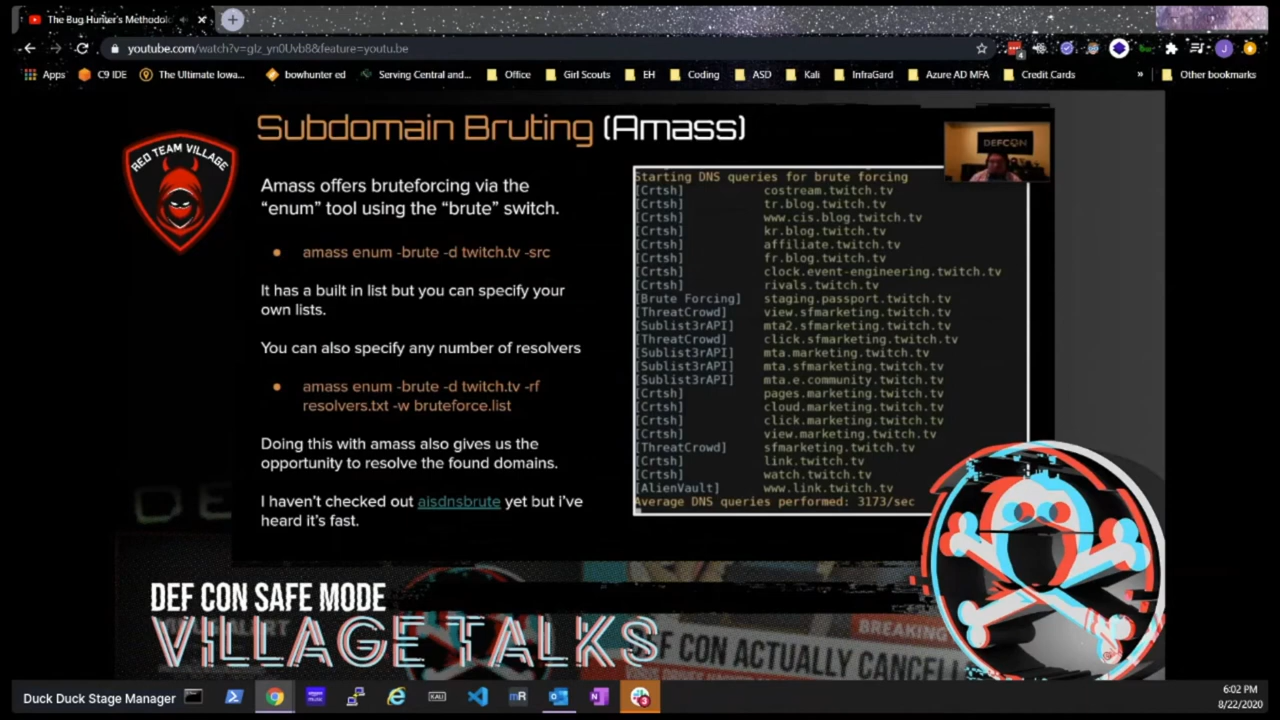 The Bug Hunter's Methodol
youtube.com/watch?v=glz_yn0Uvb8&feature=youtu.be
Apps C9 IDE The Ultimate Iowa... bowhunter ed Serving Central and... Office Girl Scouts EH Coding ASD Kali InfraGard Azure AD MFA Credit Cards » Other bookmarks
Subdomain Bruting (Amass)
RED TEAM VILLAGE
DEFCON
Amass offers bruteforcing via the
“enum” tool using the “brute” switch.
• amass enum -brute -d twitch.tv -src
It has a built in list but you can specify your
own lists.
You can also specify any number of resolvers
• amass enum -brute -d twitch.tv -rf
resolvers.txt -w bruteforce.list
Doing this with amass also gives us the
opportunity to resolve the found domains.
I haven’t checked out aisdnsbrute yet but i’ve
heard it’s fast.
Starting DNS queries for brute forcing
[Crtsh] costream.twitch.tv
[Crtsh] tr.blog.twitch.tv
[Crtsh] www.cis.blog.twitch.tv
[Crtsh] kr.blog.twitch.tv
[Crtsh] affiliate.twitch.tv
[Crtsh] fr.blog.twitch.tv
[Crtsh] clock.event-engineering.twitch.tv
[Crtsh] rivals.twitch.tv
[Brute Forcing] staging.passport.twitch.tv
[ThreatCrowd] view.sfmarketing.twitch.tv
[Sublist3rAPI] mta2.sfmarketing.twitch.tv
[ThreatCrowd] click.sfmarketing.twitch.tv
[Sublist3rAPI] mta.marketing.twitch.tv
[Sublist3rAPI] mta.sfmarketing.twitch.tv
[Sublist3rAPI] mta.e.community.twitch.tv
[Crtsh] pages.marketing.twitch.tv
[Crtsh] cloud.marketing.twitch.tv
[Crtsh] click.marketing.twitch.tv
[Crtsh] view.marketing.twitch.tv
[ThreatCrowd] sfmarketing.twitch.tv
[Crtsh] link.twitch.tv
[Crtsh] watch.twitch.tv
[AlienVault] www.link.twitch.tv
Average DNS queries performed: 3173/sec
DEF CON SAFE MODE
VILLAGE TALKS
BREAKING
DEF CON ACTUALLY CANCELL
Duck Duck Stage Manager
KALI
mR
6:02 PM
8/22/2020